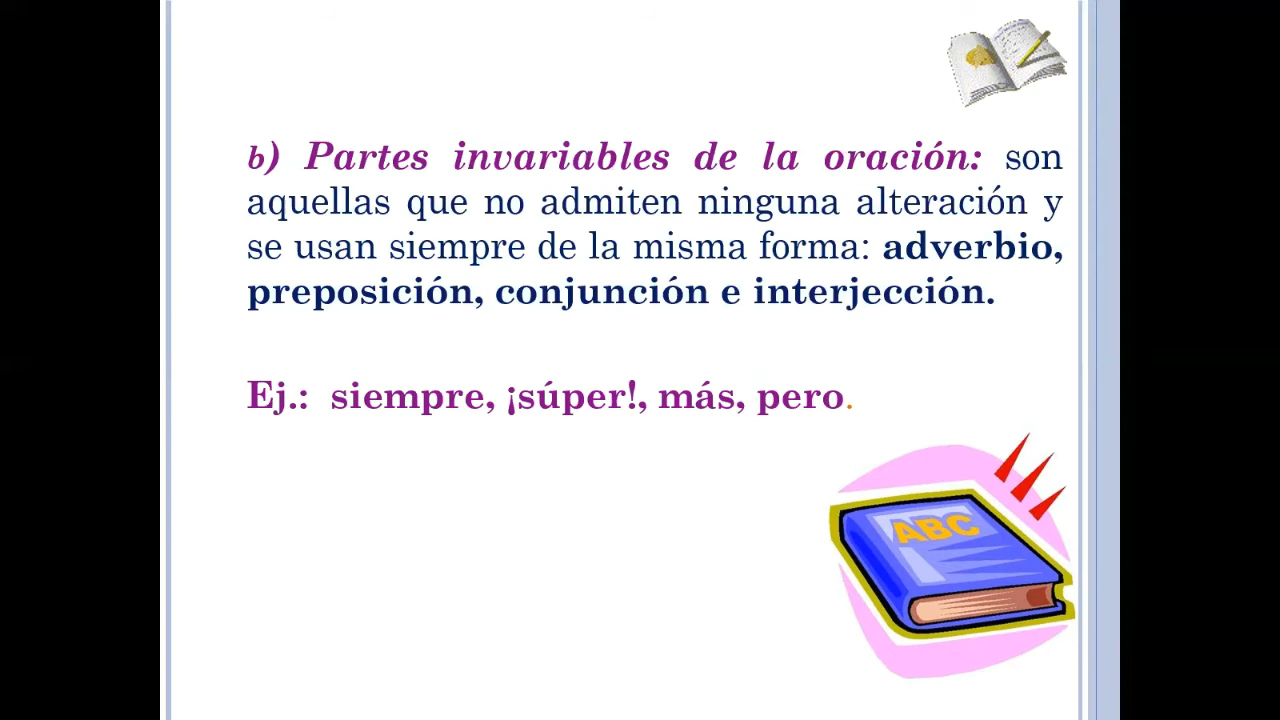 b) Partes invariables de la oración: son
aquellas que no admiten ninguna alteración y
se usan siempre de la misma forma: adverbio,
preposición, conjunción e interjección.
Ej.: siempre, ¡súper!, más, pero.
ABC